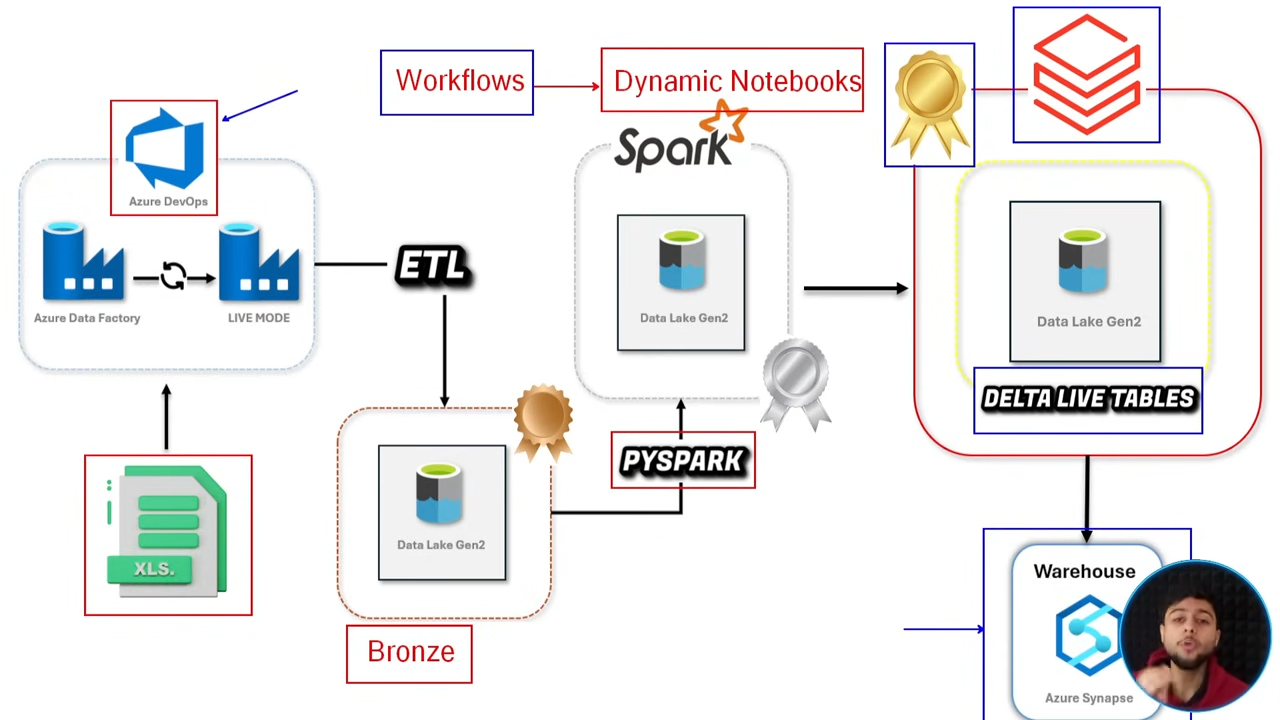 Workflows
Dynamic Notebooks
Spark
Azure DevOps
Azure Data Factory
LIVE MODE
ETL
Data Lake Gen2
Data Lake Gen2
DELTA LIVE TABLES
PYSPARK
XLS.
Data Lake Gen2
Bronze
Warehouse
Azure Synapse